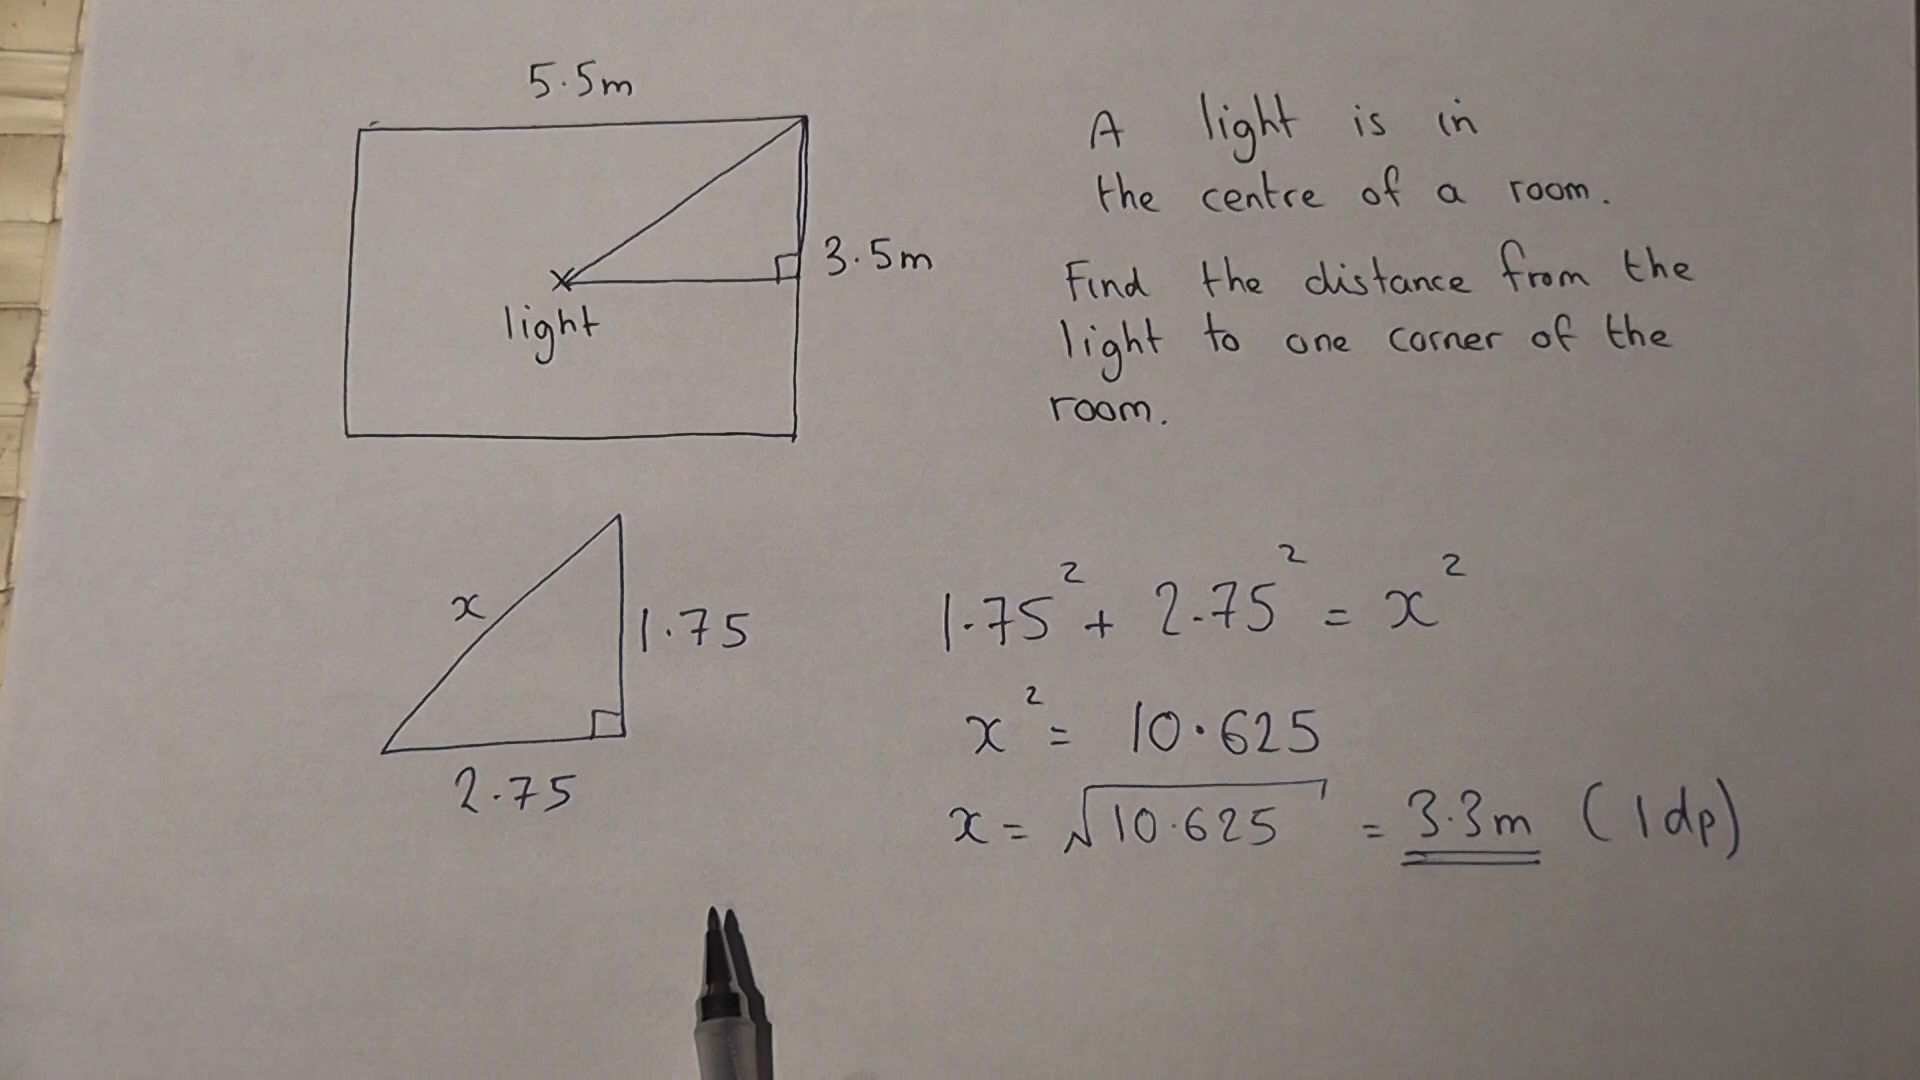 5.5m
A light is in
the centre of a room.
3.5m
Find the distance from the
light
light to one corner of the
room.
x
1.75
2.75
1.75² + 2.75² = x²
x² = 10.625
x = √10.625 = 3.3m (1dp)